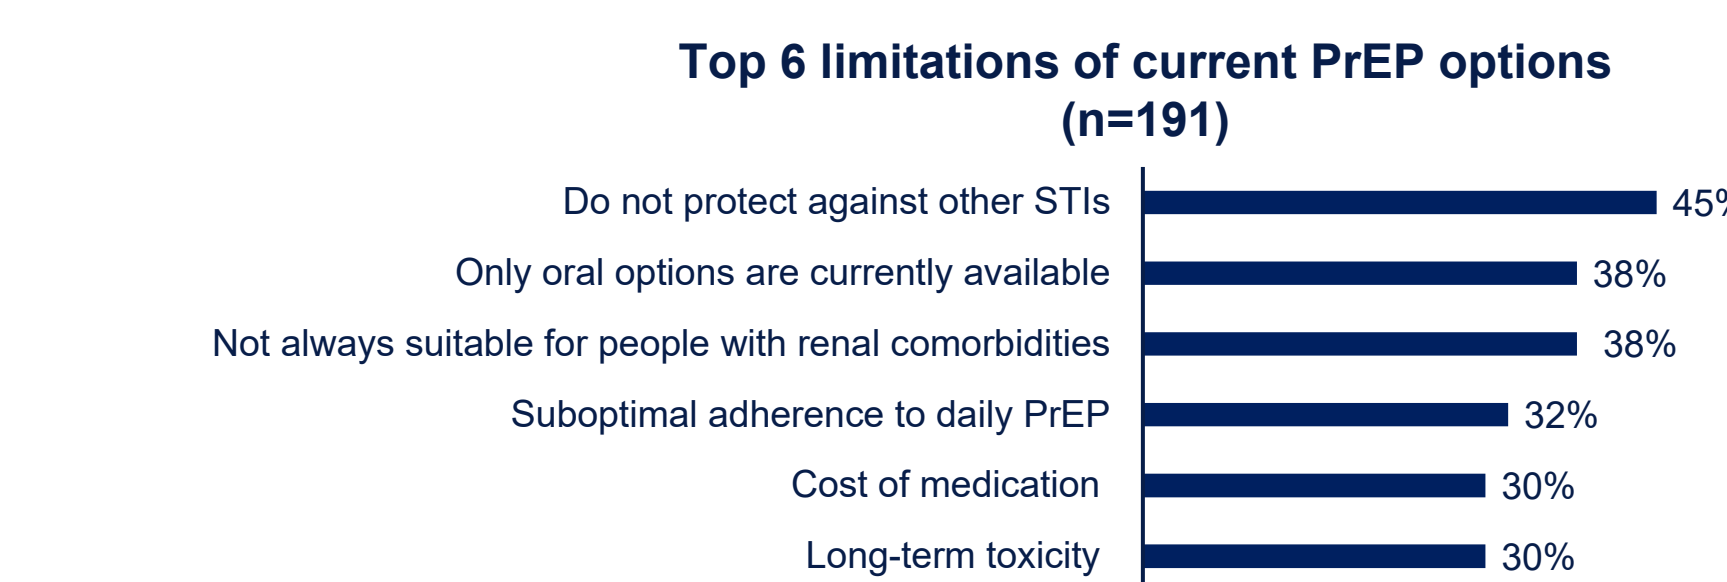 Top 6 limitations of current PrEP options
(n=191)
Do not protect against other STIs 45%
Only oral options are currently available 38%
Not always suitable for people with renal comorbidities 38%
Suboptimal adherence to daily PrEP 32%
Cost of medication 30%
Long-term toxicity 30%